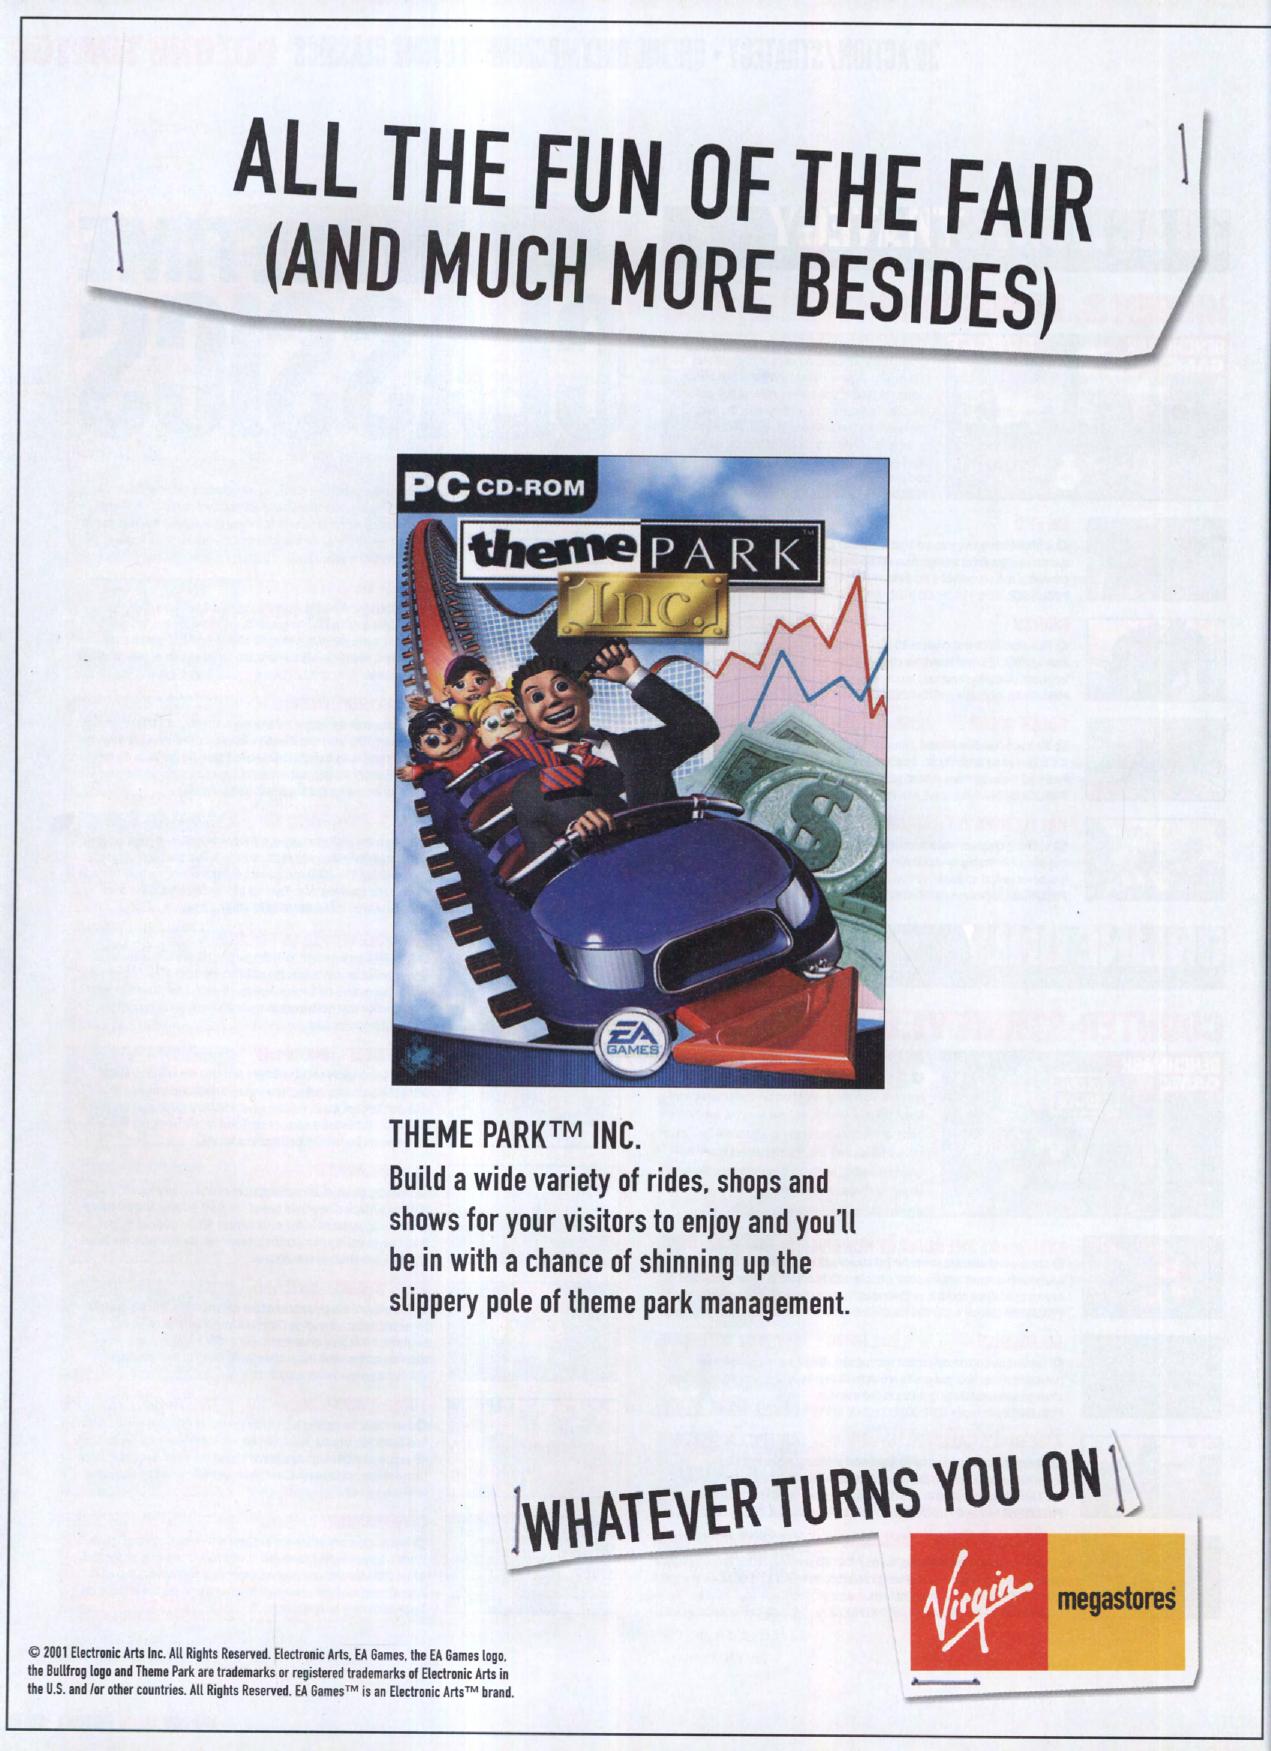 ALL THE FUN OF THE FAIR
(AND MUCH MORE BESIDES)
PC CD-ROM
theme PARK™
Inc.
EA
GAMES
THEME PARK™ INC.
Build a wide variety of rides, shops and
shows for your visitors to enjoy and you'll
be in with a chance of shinning up the
slippery pole of theme park management.
WHATEVER TURNS YOU ON
Virgin
megastores
© 2001 Electronic Arts Inc. All Rights Reserved. Electronic Arts, EA Games, the EA Games logo,
the Bullfrog logo and Theme Park are trademarks or registered trademarks of Electronic Arts in
the U.S. and /or other countries. All Rights Reserved. EA Games™ is an Electronic Arts™ brand.